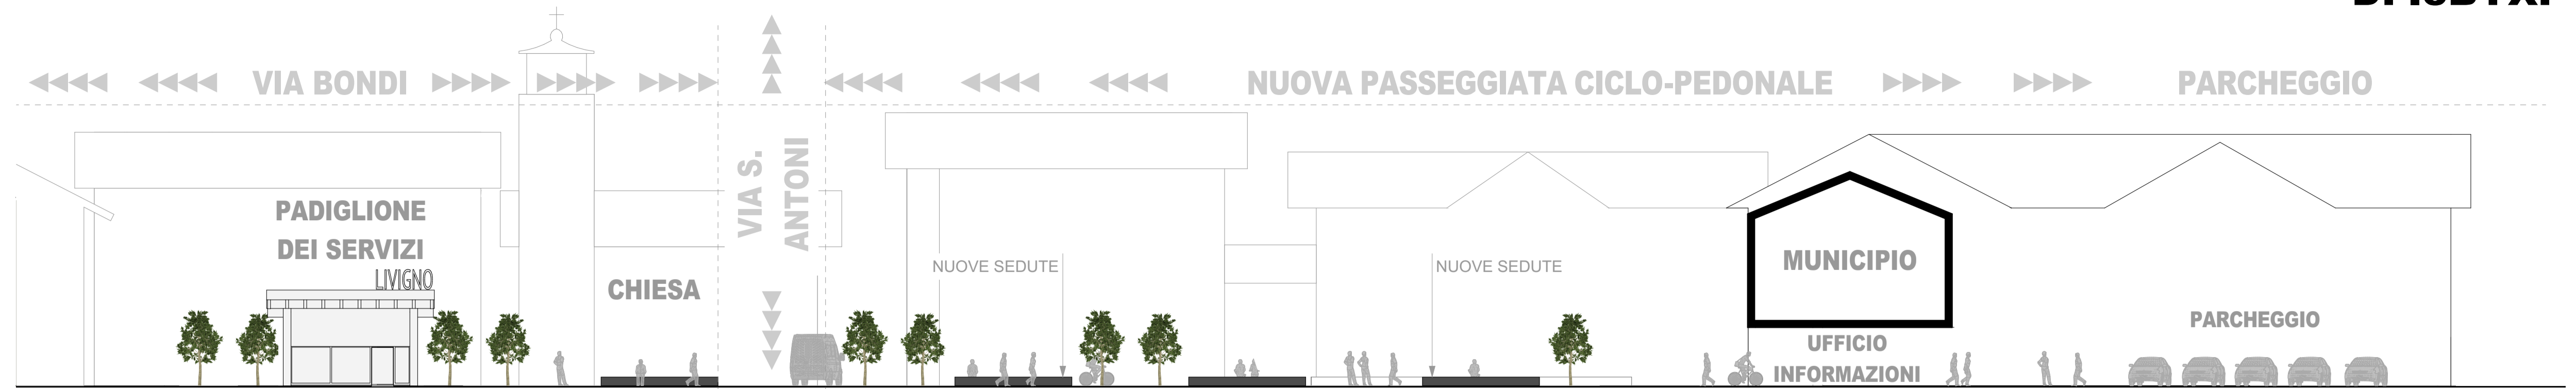 VIA BONDI
NUOVA PASSEGGIATA CICLO-PEDONALE
PARCHEGGIO
VIA S.
ANTONI
PADIGLIONE
DEI SERVIZI
LIVIGNO
CHIESA
NUOVE SEDUTE
NUOVE SEDUTE
MUNICIPIO
UFFICIO
INFORMAZIONI
PARCHEGGIO